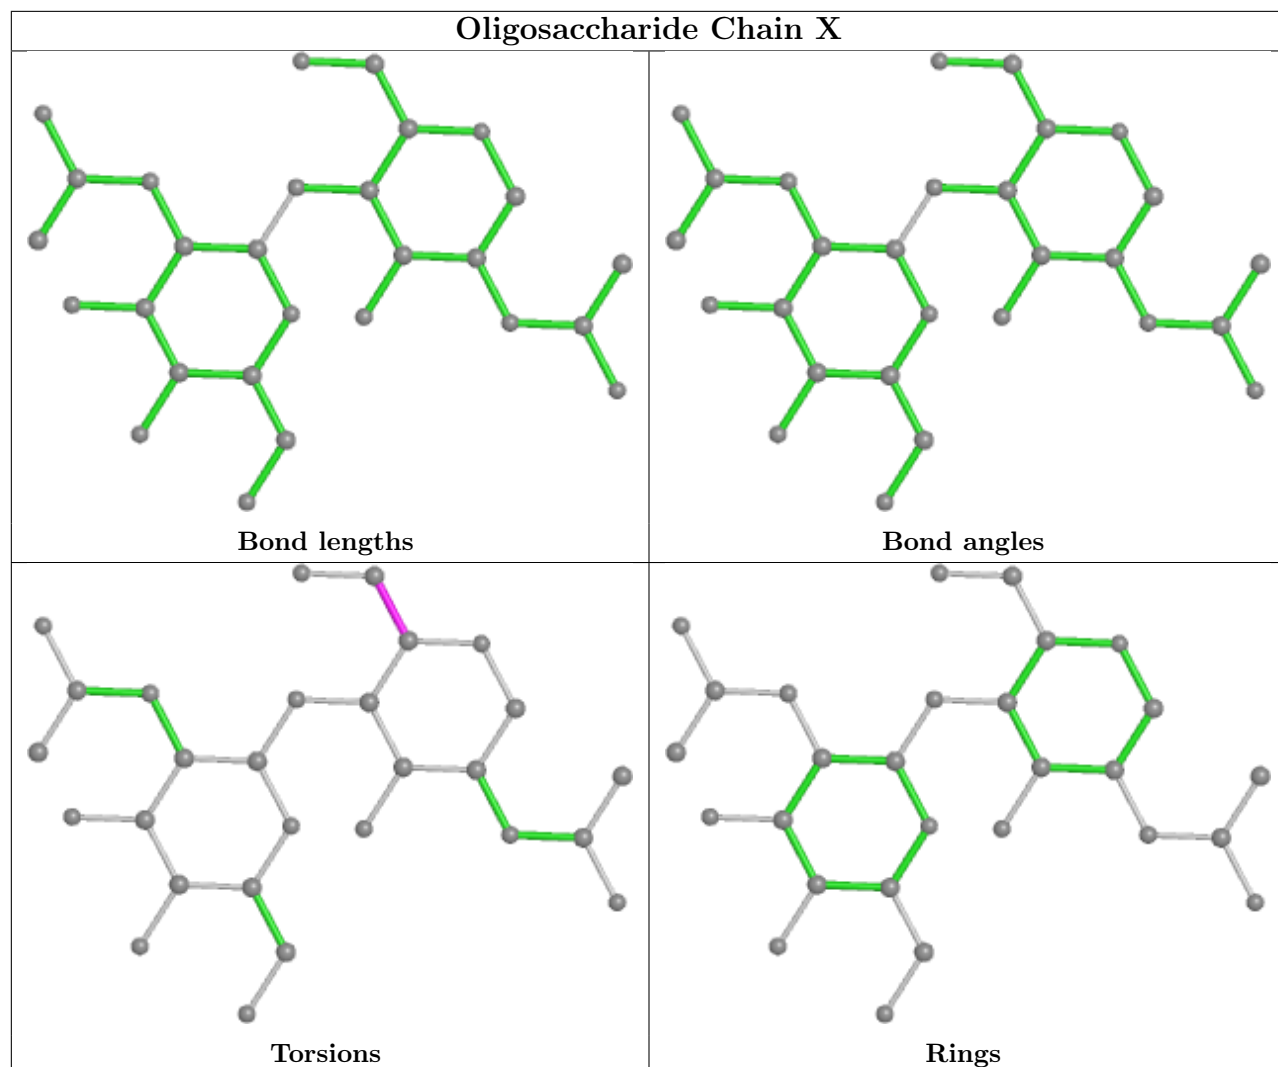 Oligosaccharide Chain X
Bond lengths
Bond angles
Torsions
Rings